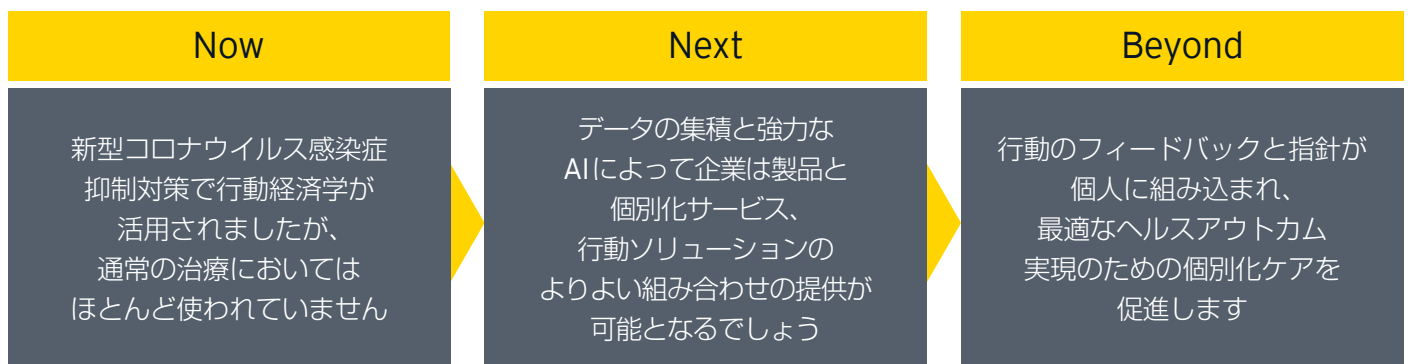 Now
新型コロナウイルス感染症
抑制対策で行動経済学が
活用されましたが、
通常の治療においては
ほとんど使われていません
Next
データの集積と強力な
AIによって企業は製品と
個別化サービス、
行動ソリューションの
よりよい組み合わせの提供が
可能となるでしょう
Beyond
行動のフィードバックと指針が
個人に組み込まれ、
最適なヘルスアウトカム
実現のための個別化ケアを
促進します